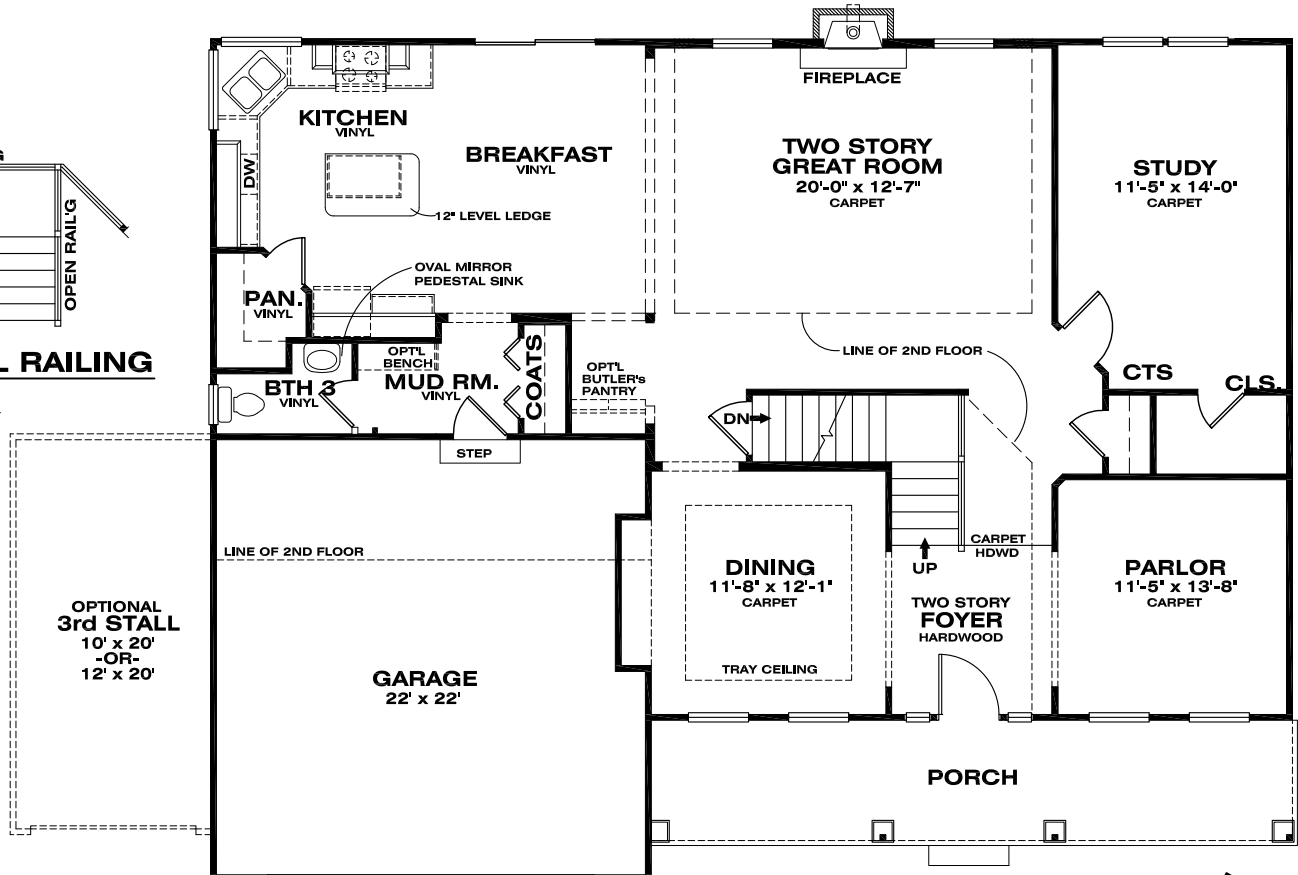 FIREPLACE
KITCHEN
VINYL
BREAKFAST
VINYL
TWO STORY
GREAT ROOM
20'-0" x 12'-7"
CARPET
STUDY
11'-5" x 14'-0"
CARPET
DW
12" LEVEL LEDGE
OPEN RAIL'G
OVAL MIRROR
PEDESTAL SINK
PAN.
VINYL
L RAILING
LINE OF 2ND FLOOR
OPT'L
BENCH
MUD RM.
VINYL
COATS
OPT'L
BUTLER's
PANTRY
BTH 3
VINYL
CTS
CLS.
DN
STEP
LINE OF 2ND FLOOR
CARPET
HDWD
UP
DINING
11'-8" x 12'-1"
CARPET
TRAY CEILING
TWO STORY
FOYER
HARDWOOD
PARLOR
11'-5" x 13'-8"
CARPET
OPTIONAL
3rd STALL
10' x 20'
-OR-
12' x 20'
GARAGE
22' x 22'
PORCH